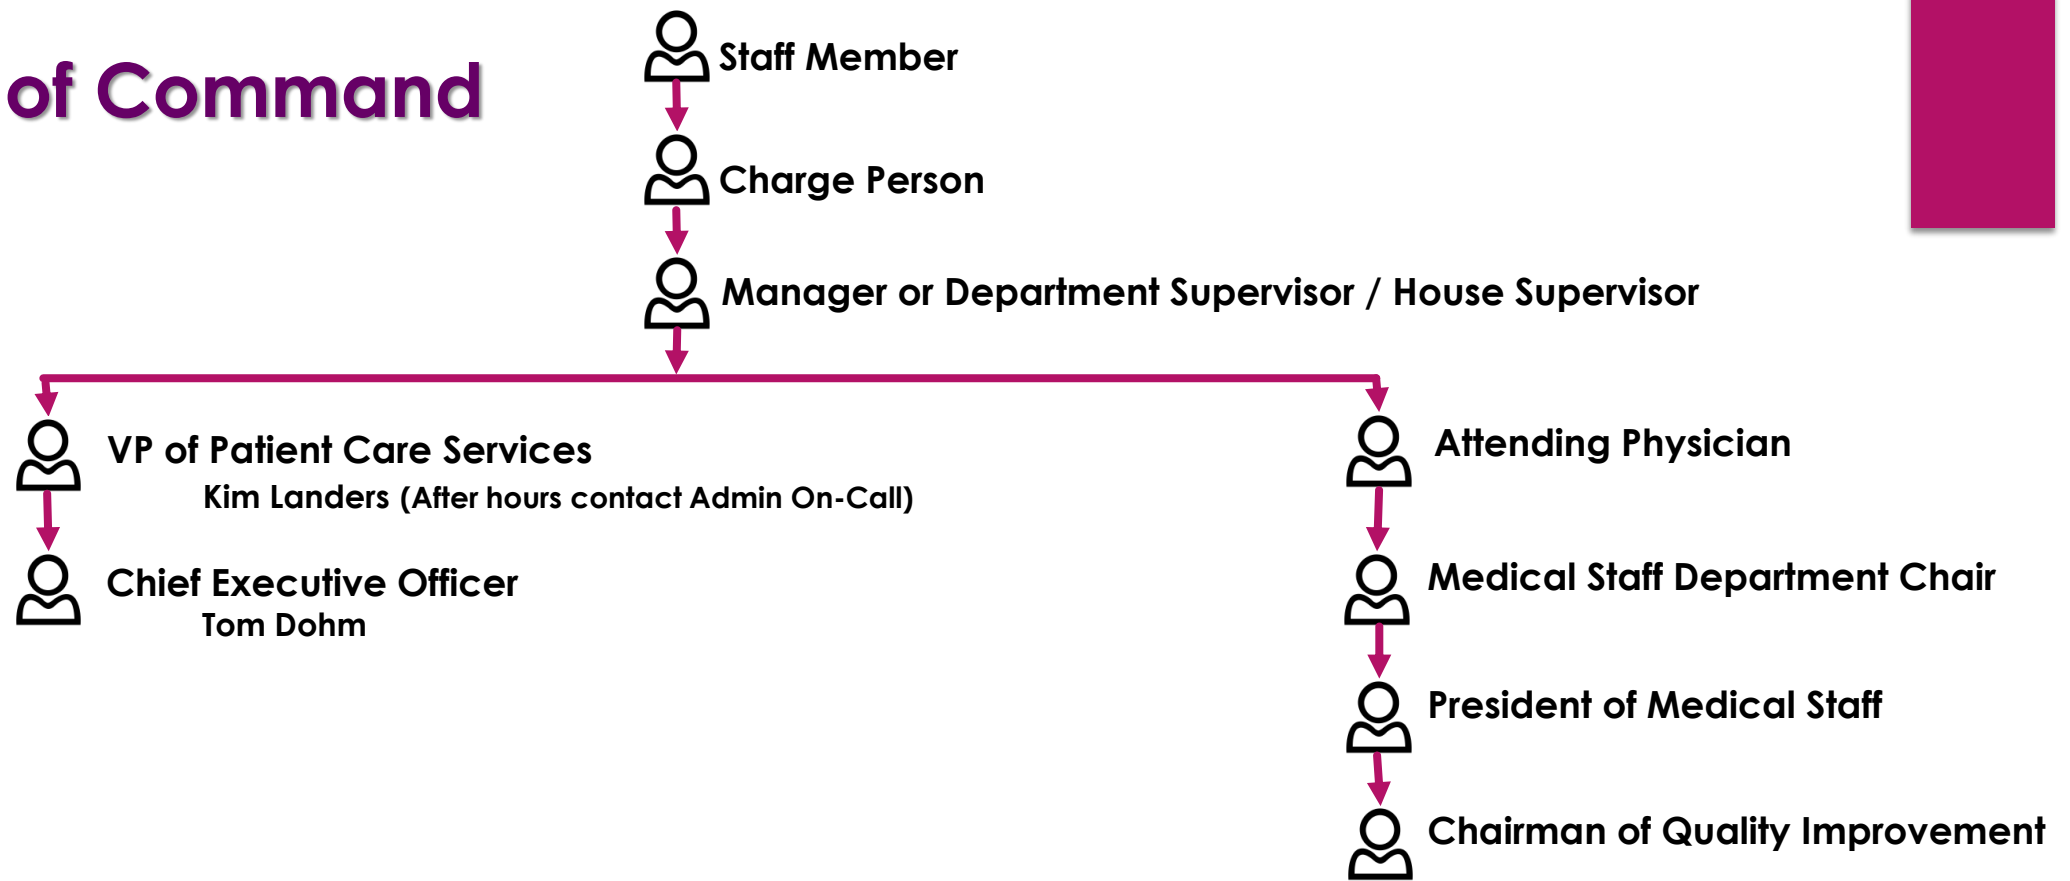 of Command
Staff Member
Charge Person
Manager or Department Supervisor / House Supervisor
VP of Patient Care Services
Kim Landers (After hours contact Admin On-Call)
Chief Executive Officer
Tom Dohm
Attending Physician
Medical Staff Department Chair
President of Medical Staff
Chairman of Quality Improvement